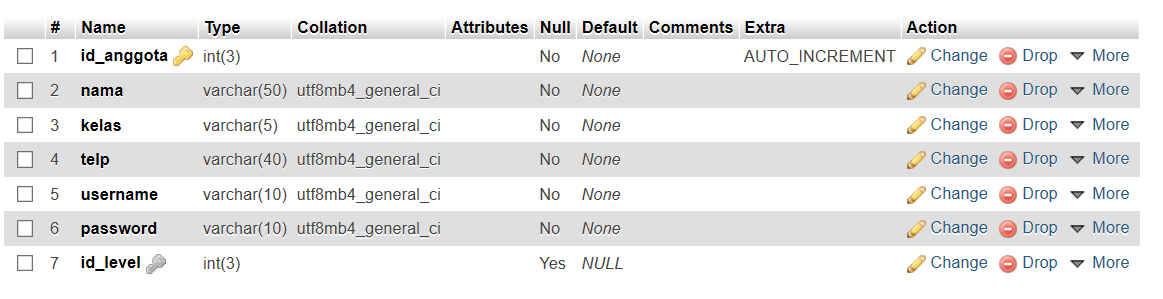 # Name Type Collation Attributes Null Default Comments Extra Action
1 id_anggota int(3) No None AUTO_INCREMENT Change Drop More
2 nama varchar(50) utf8mb4_general_ci No None Change Drop More
3 kelas varchar(5) utf8mb4_general_ci No None Change Drop More
4 telp varchar(40) utf8mb4_general_ci No None Change Drop More
5 username varchar(10) utf8mb4_general_ci No None Change Drop More
6 password varchar(10) utf8mb4_general_ci No None Change Drop More
7 id_level int(3) Yes NULL Change Drop More